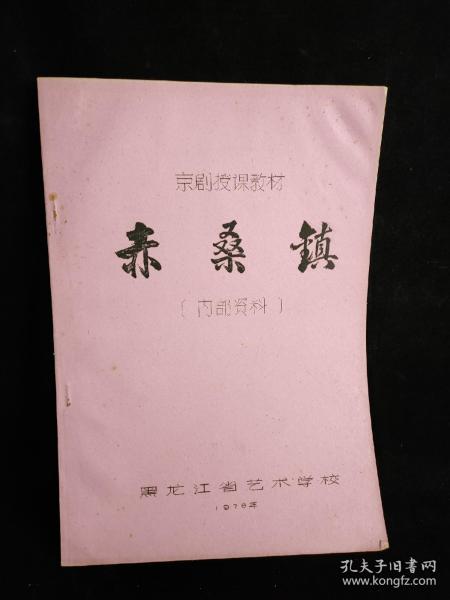 京剧授课教材
赤桑鎮
〔内部资料〕
黑龙江省艺术学校
1978年
孔夫子旧书网
www.kongfz.com